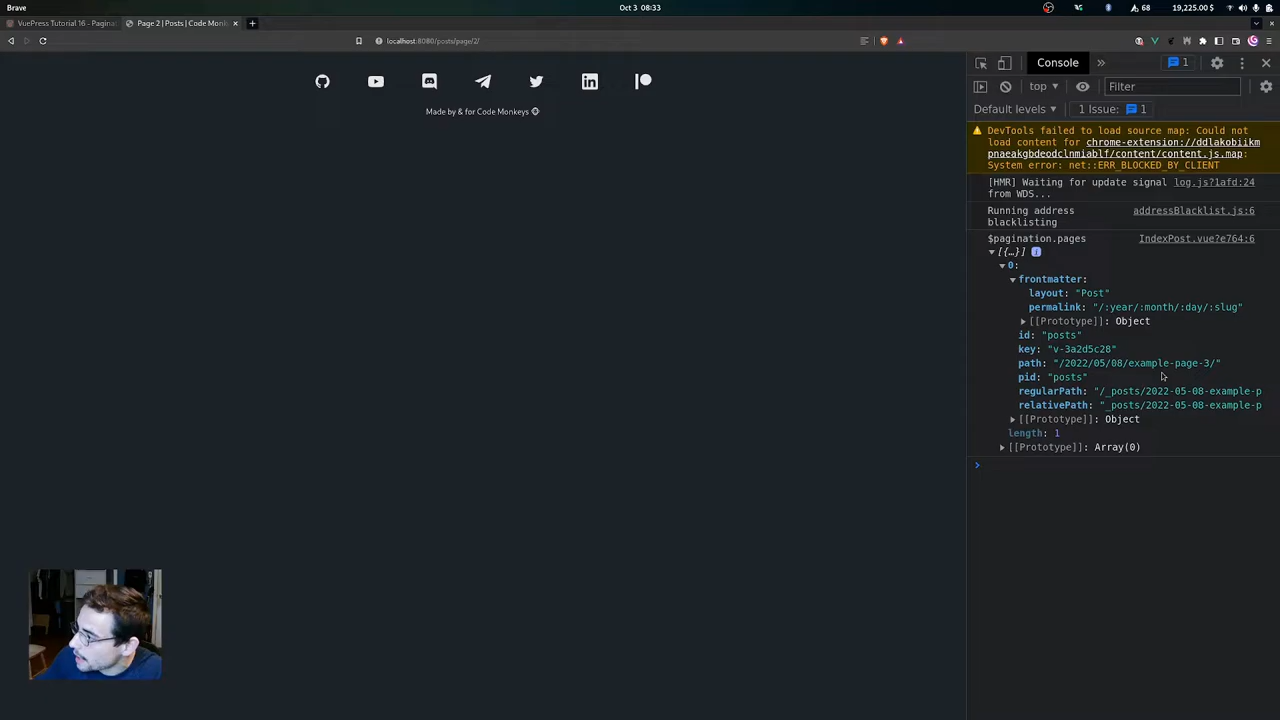 Brave
Oct 3 08:33
68
19,225.00 $
VuePress Tutorial 16 - Pagina
Page 2 | Posts | Code Monk
localhost:8080/posts/page/2/
Made by & for Code Monkeys
Console
1
top
Filter
Default levels
1 Issue:
1
DevTools failed to load source map: Could not
load content for chrome-extension://ddlakobiikm
pnaeakgbdeodclnmiablf/content/content.js.map:
System error: net::ERR_BLOCKED_BY_CLIENT
[HMR] Waiting for update signal log.js?1afd:24
from WDS...
Running address addressBlacklist.js:6
blacklisting
$pagination.pages IndexPost.vue?e764:6
[{…}]
0:
frontmatter:
layout: "Post"
permalink: "/:year/:month/:day/:slug"
[[Prototype]]: Object
id: "posts"
key: "v-3a2d5c28"
path: "/2022/05/08/example-page-3/"
pid: "posts"
regularPath: "/_posts/2022-05-08-example-p
relativePath: "_posts/2022-05-08-example-p
[[Prototype]]: Object
length: 1
[[Prototype]]: Array(0)